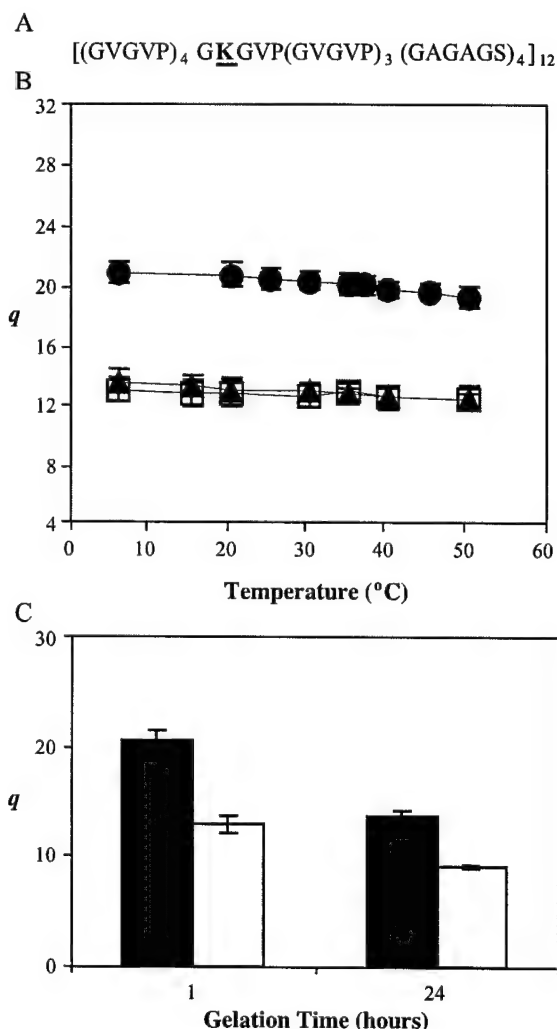 A
[(GVGVP)4 GKGVP(GVGVP)3 (GAGAGS)4]12
B
32
28
24
20
q
16
12
8
4
0 10 20 30 40 50 60
Temperature (°C)
C
30
20
q
10
0
1 24
Gelation Time (hours)